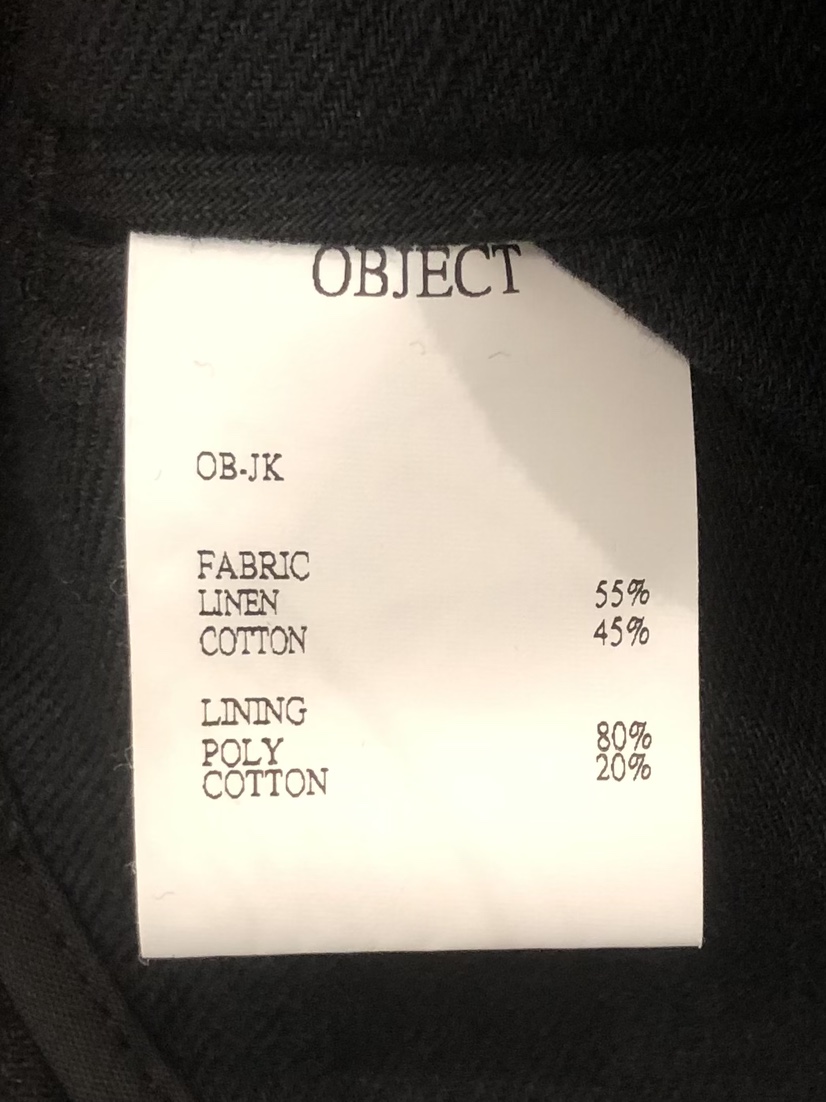 OBJECT
OB-JK
FABRIC
LINEN 55%
COTTON 45%
LINING
POLY 80%
COTTON 20%